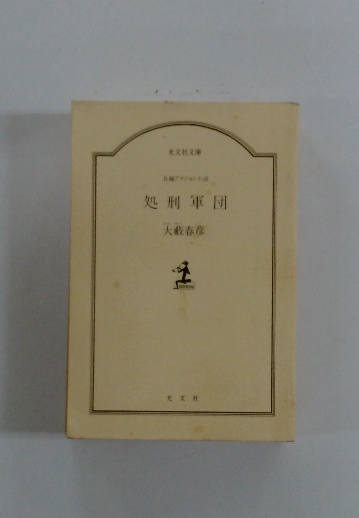 光文社文庫
長編アクション小説
処刑軍団
大藪春彦
光文社